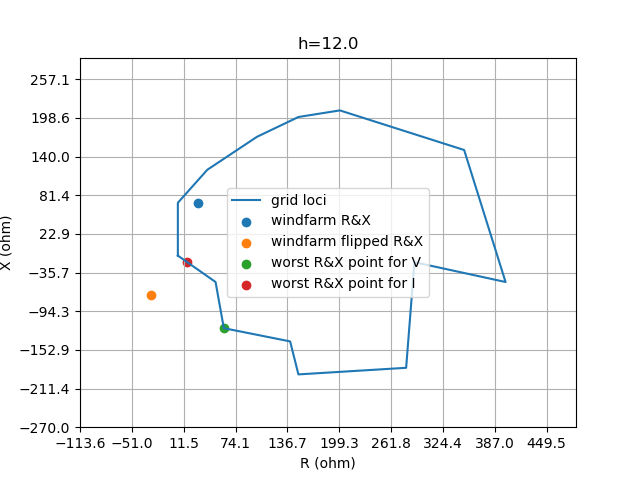 h=12.0
257.1
198.6
140.0
81.4
22.9
−35.7
−94.3
−152.9
−211.4
−270.0
X (ohm)
grid loci
windfarm R&X
windfarm flipped R&X
worst R&X point for V
worst R&X point for I
−113.6 −51.0 11.5 74.1 136.7 199.3 261.8 324.4 387.0 449.5
R (ohm)